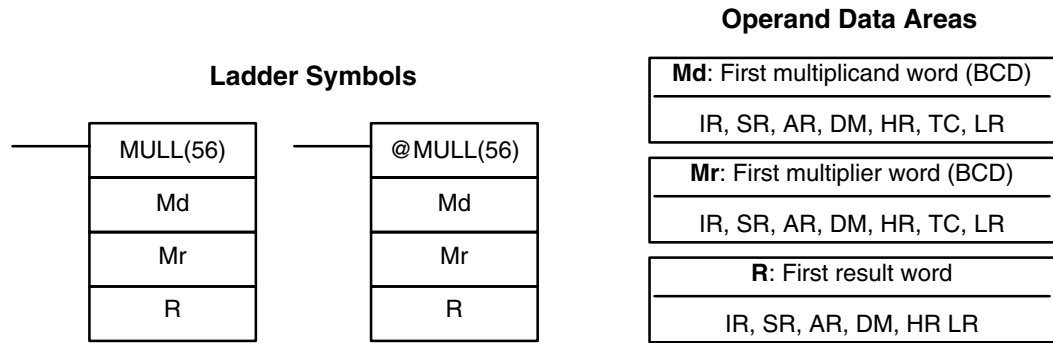 Ladder Symbols
MULL(56)
Md
Mr
R
@MULL(56)
Md
Mr
R
Operand Data Areas
Md: First multiplicand word (BCD)
IR, SR, AR, DM, HR, TC, LR
Mr: First multiplier word (BCD)
IR, SR, AR, DM, HR, TC, LR
R: First result word
IR, SR, AR, DM, HR LR